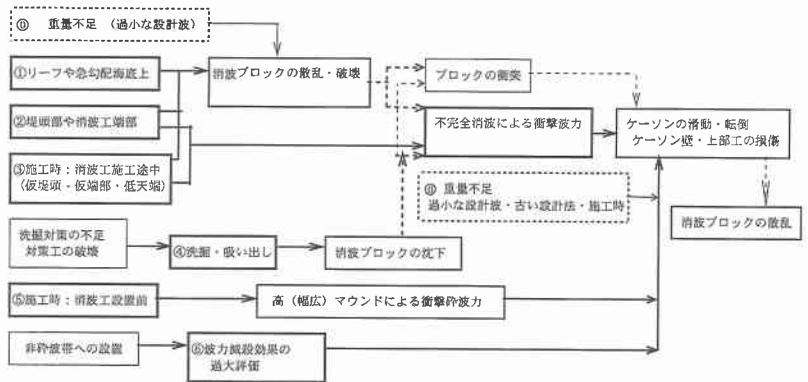 ⓪ 重量不足 （過小な設計波）
①リーフや急勾配海底上
消波ブロックの散乱・破壊
ブロックの衝突
②堤頭部や消波工端部
不完全消波による衝撃波力
ケーソンの滑動・転倒
ケーソン壁・上部工の損傷
③施工時：消波工施工途中
（仮堤頭・仮端部・低天端）
⓪ 重量不足
過小な設計波・古い設計法・施工時
消波ブロックの散乱
洗掘対策の不足
対策工の破壊
④洗掘・吸い出し
消波ブロックの沈下
⑤施工時：消波工設置前
高（幅広）マウンドによる衝撃砕波力
非砕波帯への設置
⑥波力減殺効果の
過大評価